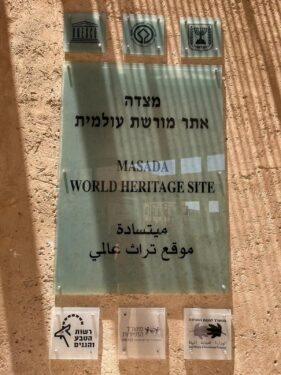 מצדה
אתר מורשת עולמית
MASADA
WORLD HERITAGE SITE
ميتسادة
موقع تراث عالمي
רשות
הטבע
והגנים